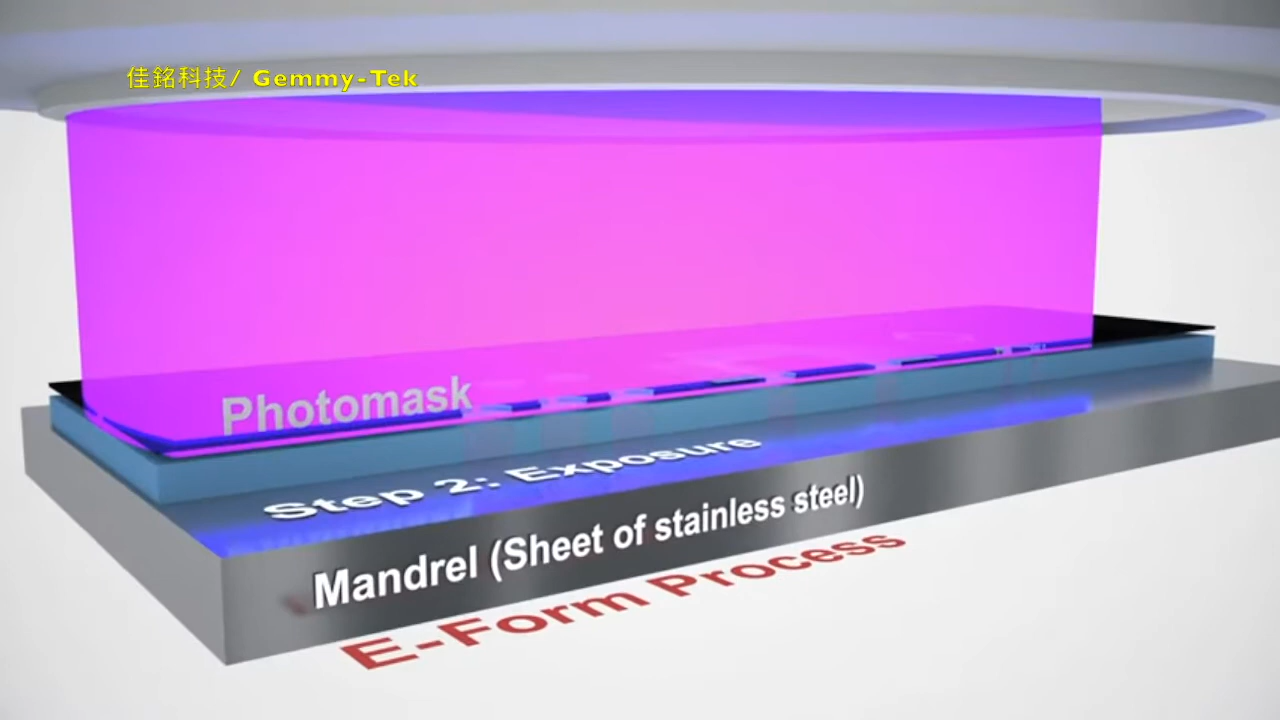 佳銘科技/ Gemmy-Tek
Photomask
Step 2: Exposure
Mandrel (Sheet of stainless steel)
E-Form Process